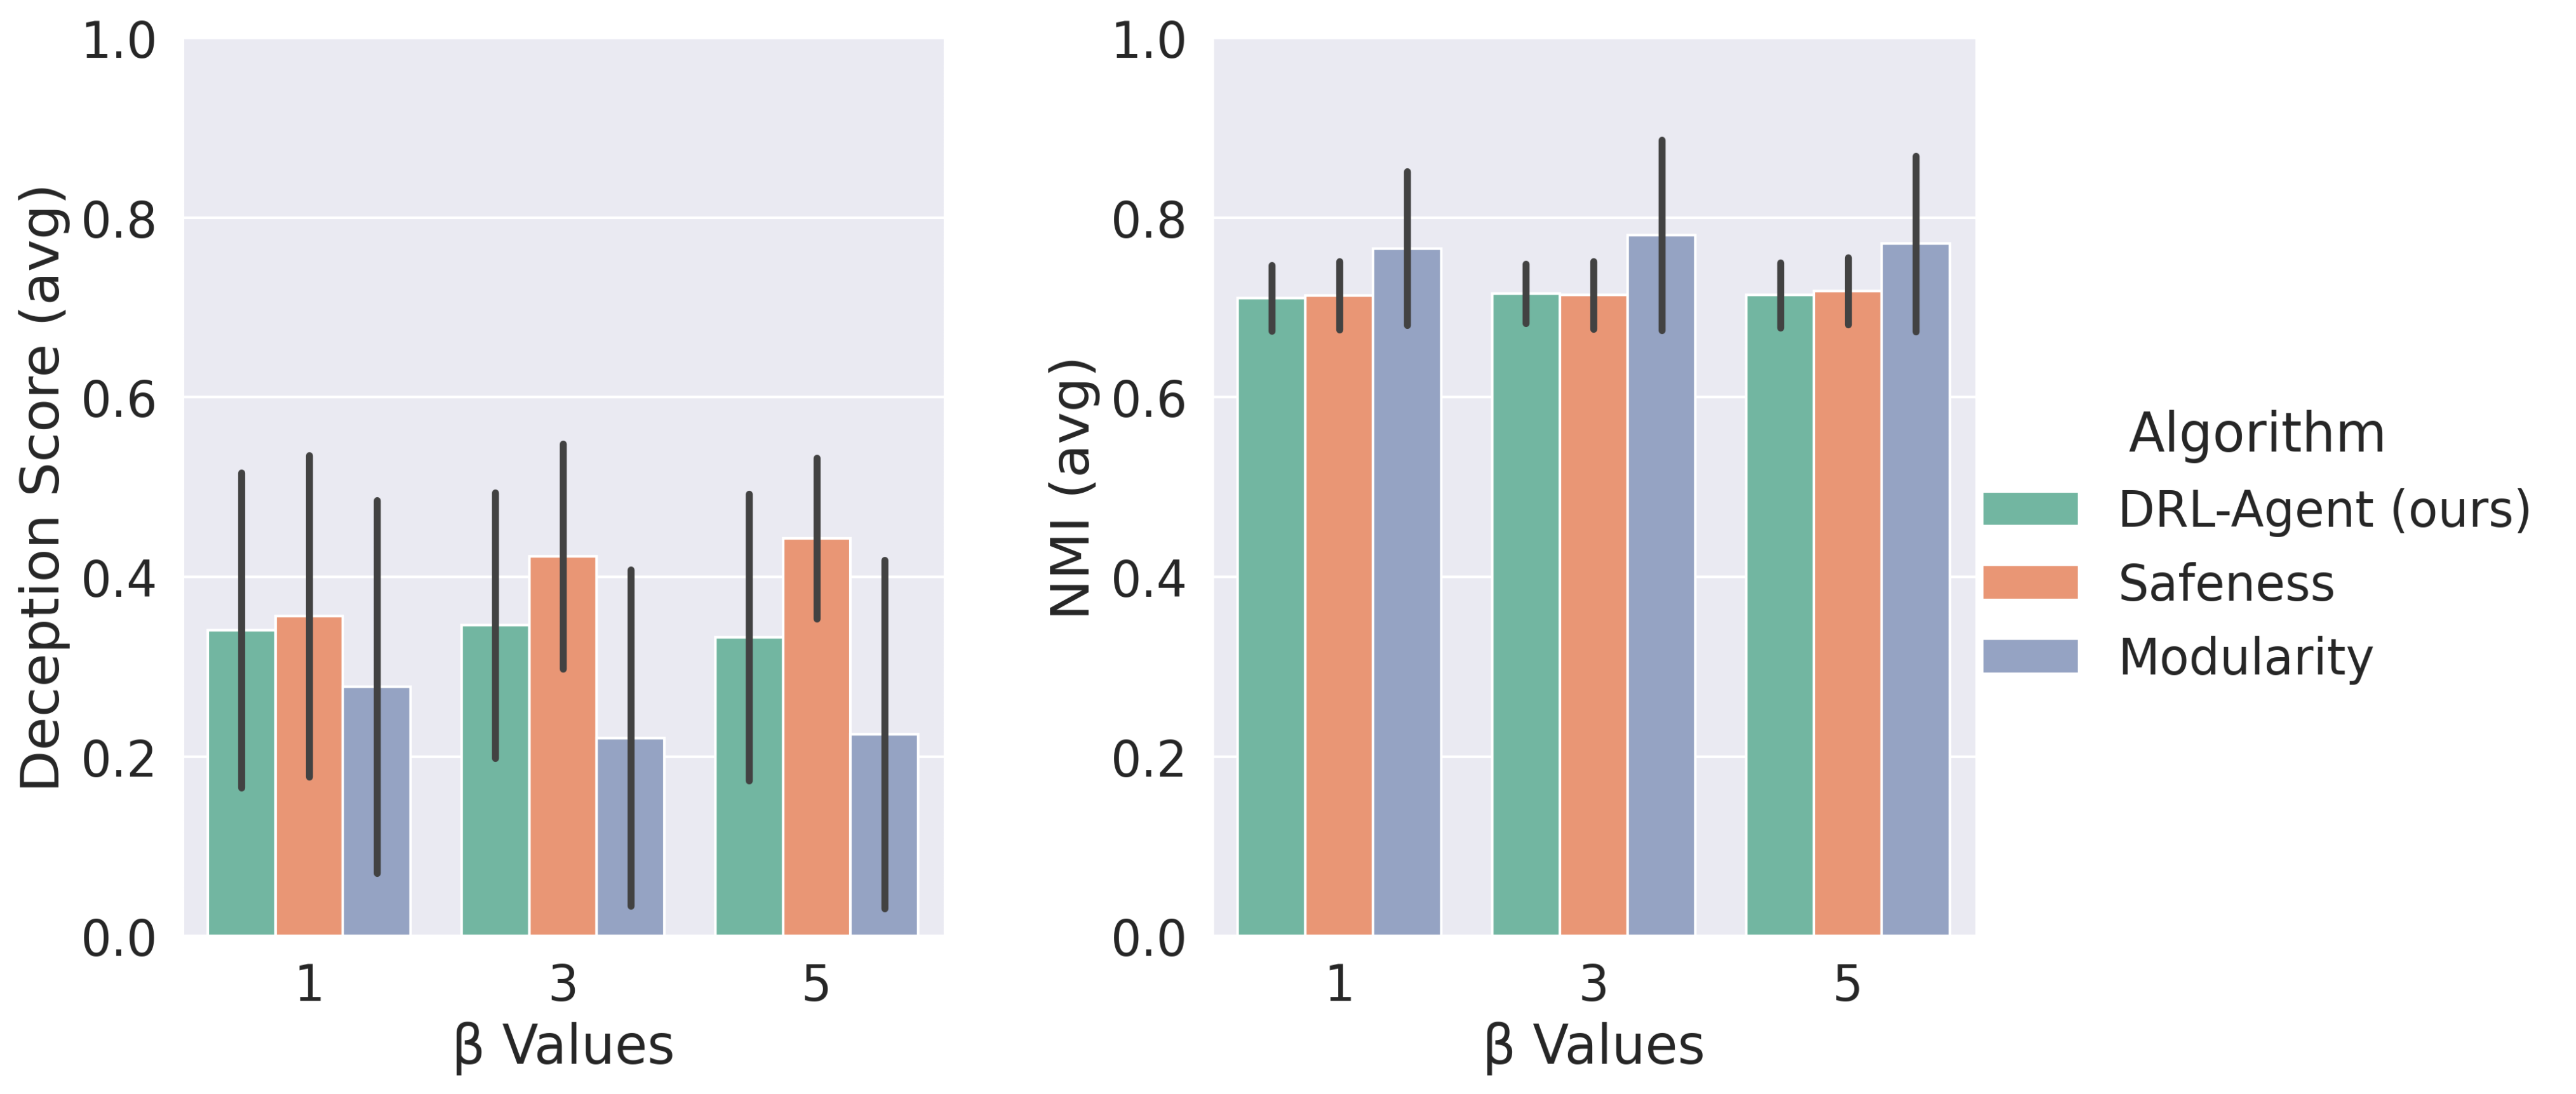 Deception Score (avg)
1.0
0.8
0.6
0.4
0.2
0.0
1 3 5
β Values
NMI (avg)
1.0
0.8
0.6
0.4
0.2
0.0
1 3 5
β Values
Algorithm
DRL-Agent (ours)
Safeness
Modularity